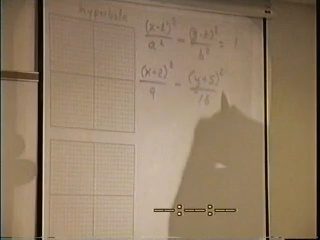 hyperbola
(x-h)²/a² - (y-k)²/b² = 1
(x+2)²/9 - (y+5)²/16
--:--:--